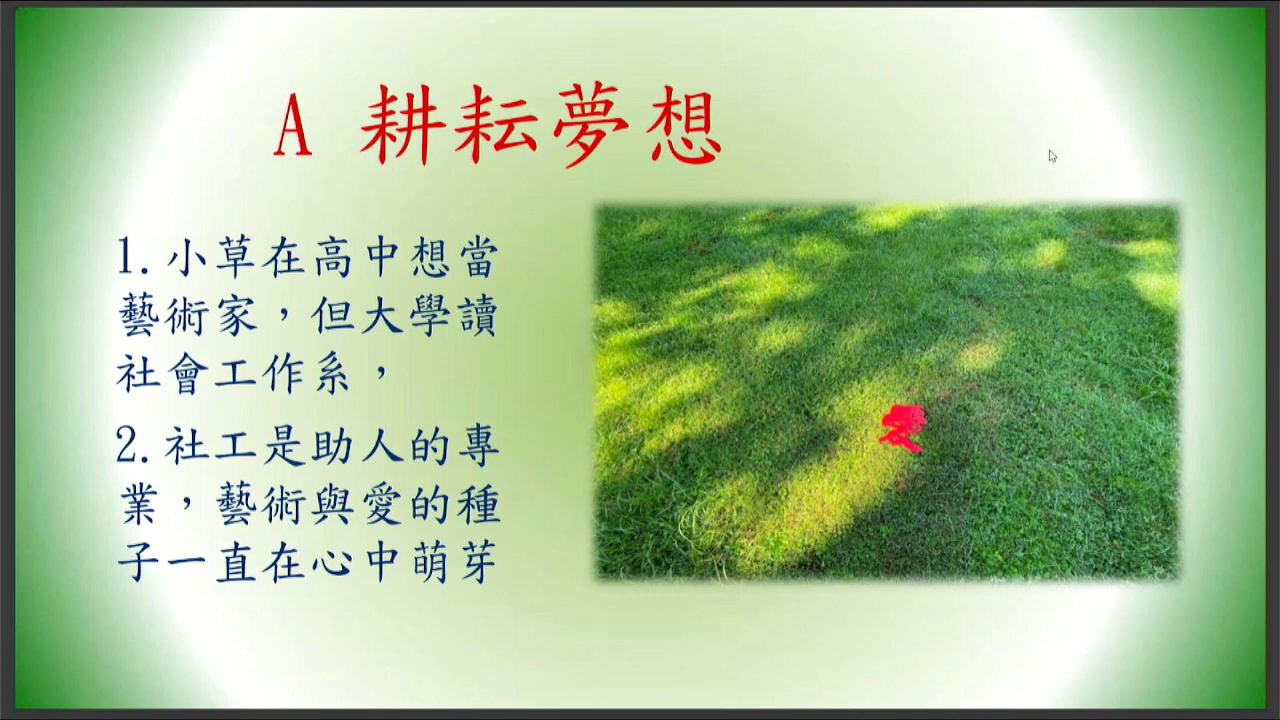 A 耕耘夢想
1.小草在高中想當
藝術家，但大學讀
社會工作系，
2.社工是助人的專
業，藝術與愛的種
子一直在心中萌芽
愛